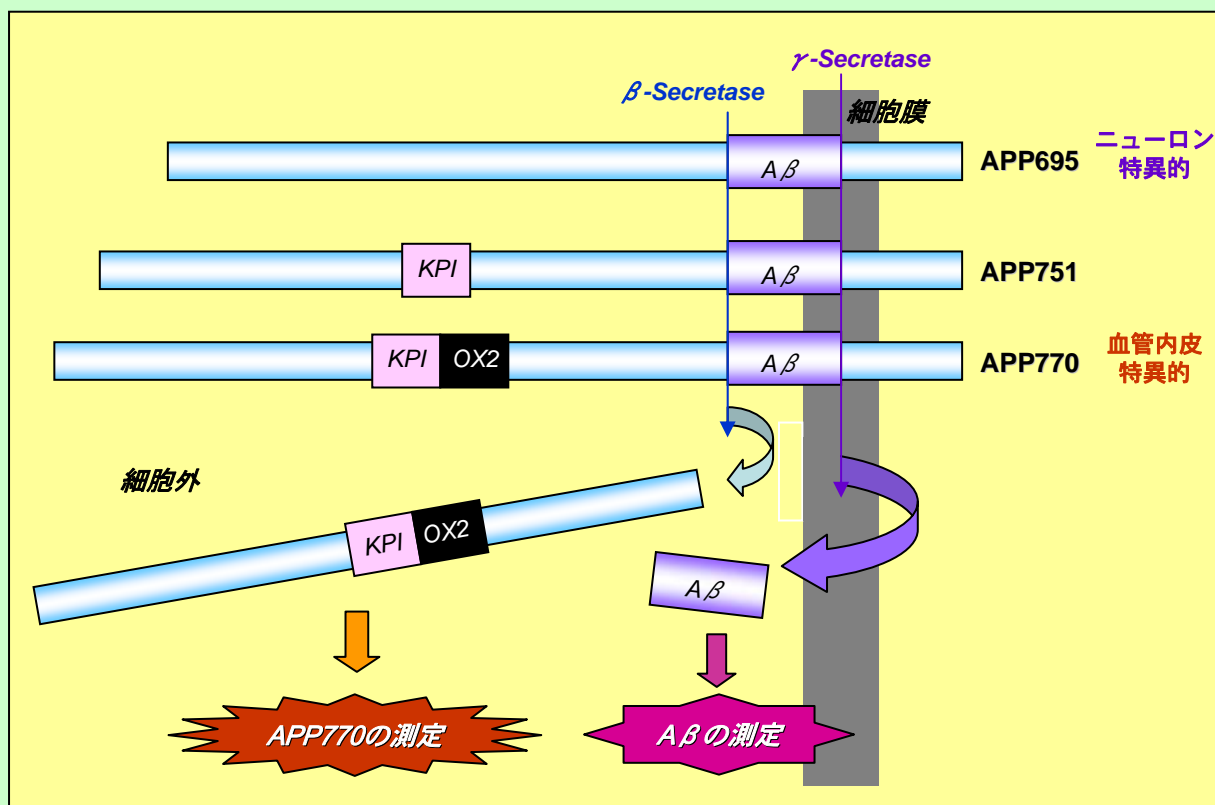 γ-Secretase
β-Secretase
細胞膜
Aβ
APP695
ニューロン
特異的
KPI
Aβ
APP751
KPI
OX2
Aβ
APP770
血管内皮
特異的
細胞外
KPI
OX2
Aβ
APP770の測定
Aβの測定